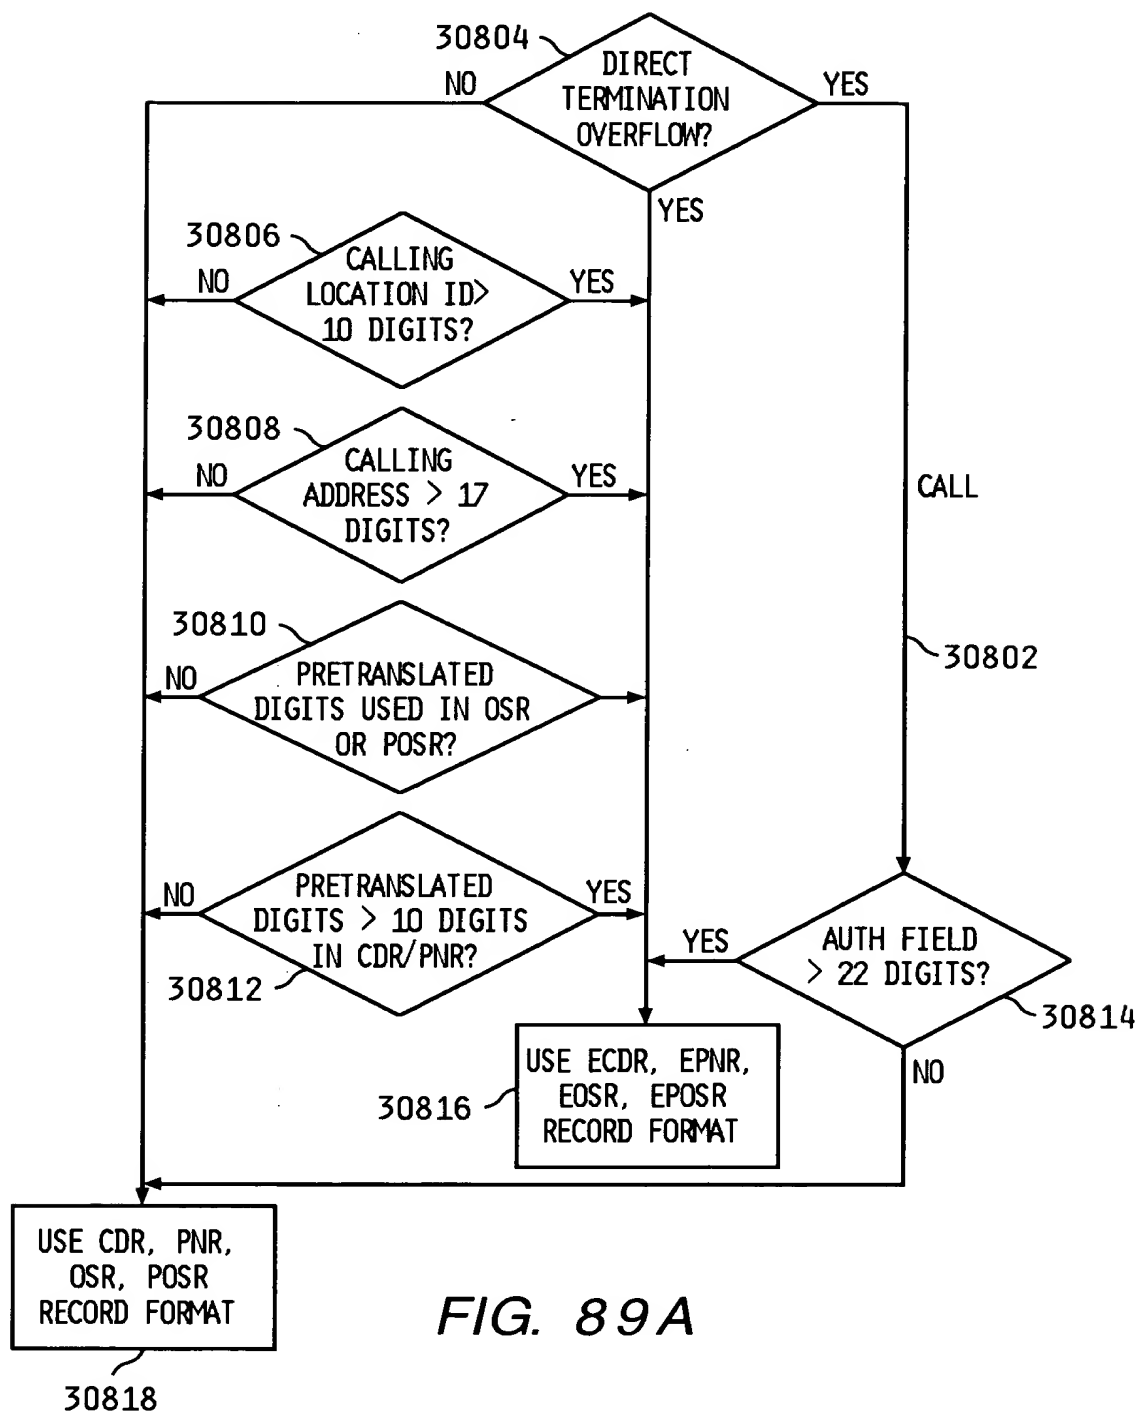 30804
DIRECT
TERMINATION
OVERFLOW?
NO
YES
YES
30806
CALLING
LOCATION ID>
10 DIGITS?
NO
YES
30808
CALLING
ADDRESS > 17
DIGITS?
NO
YES
CALL
30810
PRETRANSLATED
DIGITS USED IN OSR
OR POSR?
NO
30802
PRETRANSLATED
DIGITS > 10 DIGITS
IN CDR/PNR?
NO
YES
30812
AUTH FIELD
> 22 DIGITS?
YES
30814
NO
USE ECDR, EPNR,
EOSR, EPOSR
RECORD FORMAT
30816
USE CDR, PNR,
OSR, POSR
RECORD FORMAT
30818
FIG. 89A